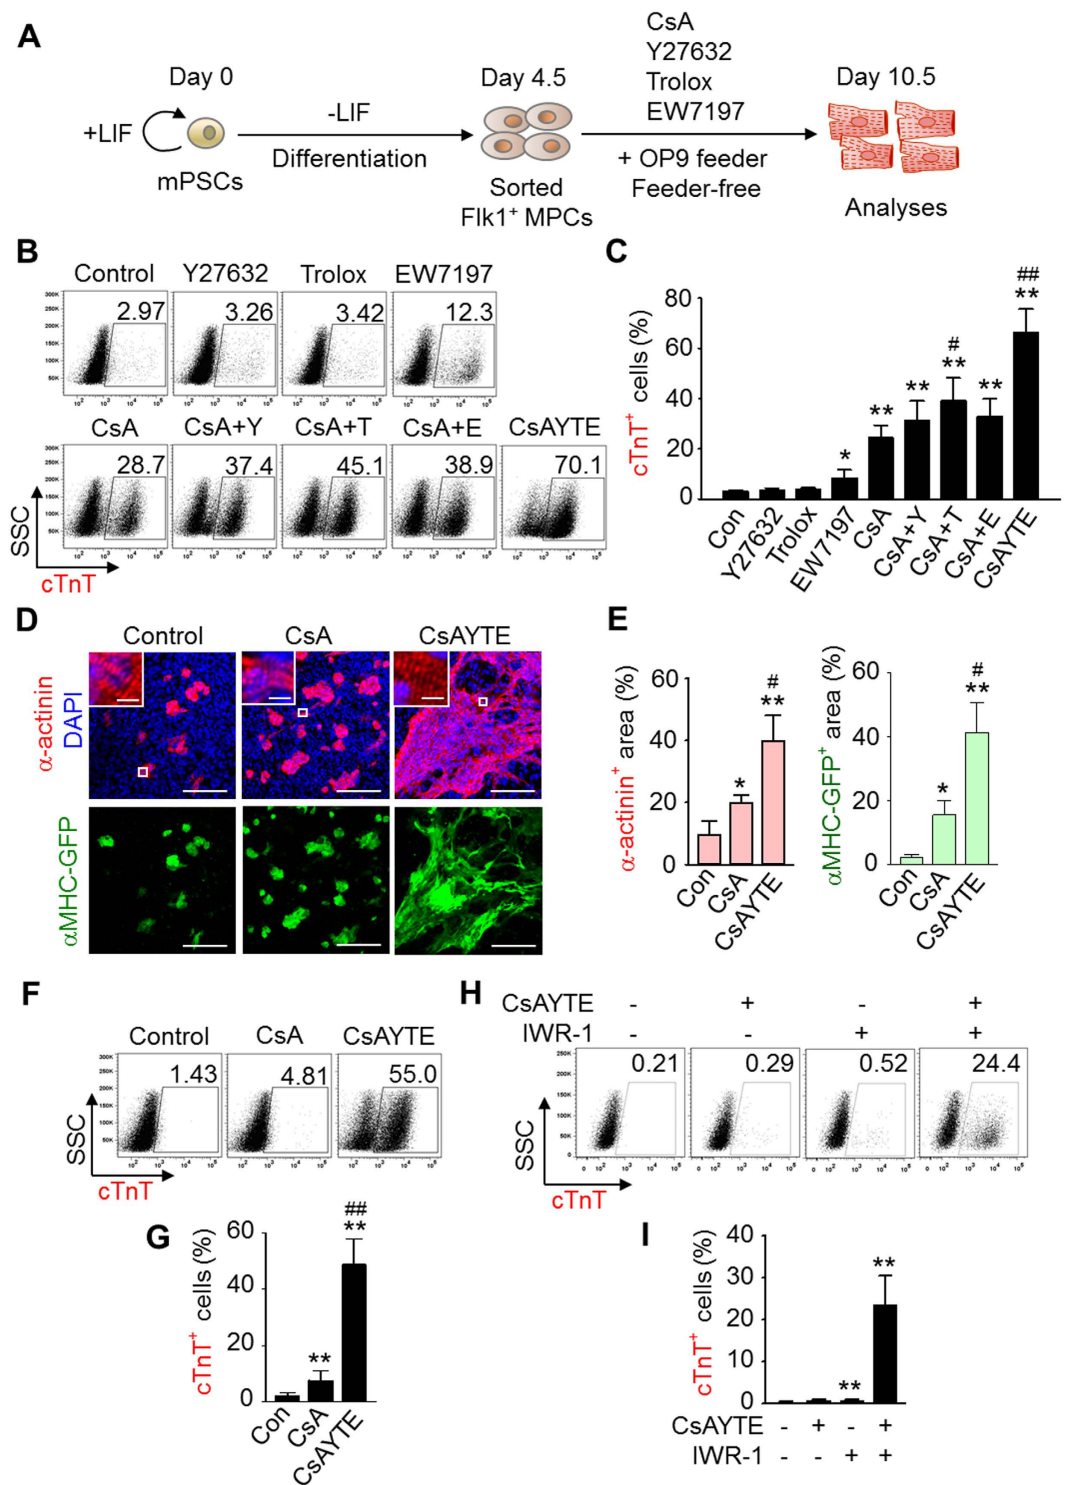 A
Day 0
+LIF
mPSCs
-LIF
Differentiation
Day 4.5
Sorted
Flk1+ MPCs
CsA
Y27632
Trolox
EW7197
+ OP9 feeder
Feeder-free
Day 10.5
Analyses
B
Control Y27632 Trolox EW7197
2.97 3.26 3.42 12.3
CsA CsA+Y CsA+T CsA+E CsAYTE
28.7 37.4 45.1 38.9 70.1
SSC
cTnT
C
cTnT+ cells (%)
80
60
40
20
0
* ** ** # ** ** ## **
Con Y27632 Trolox EW7197 CsA CsA+Y CsA+T CsA+E CsAYTE
D
Control CsA CsAYTE
α-actinin
DAPI
αMHC-GFP
E
α-actinin+ area (%)
60
40
20
0
* # **
Con CsA CsAYTE
αMHC-GFP+ area (%)
60
40
20
0
* # **
Con CsA CsAYTE
F
Control CsA CsAYTE
1.43 4.81 55.0
SSC
cTnT
G
cTnT+ cells (%)
60
40
20
0
** ## **
Con CsA CsAYTE
H
CsAYTE - + - +
IWR-1 - - + +
0.21 0.29 0.52 24.4
SSC
cTnT
I
cTnT+ cells (%)
40
30
20
10
0
** **
CsAYTE - + - +
IWR-1 - - + +